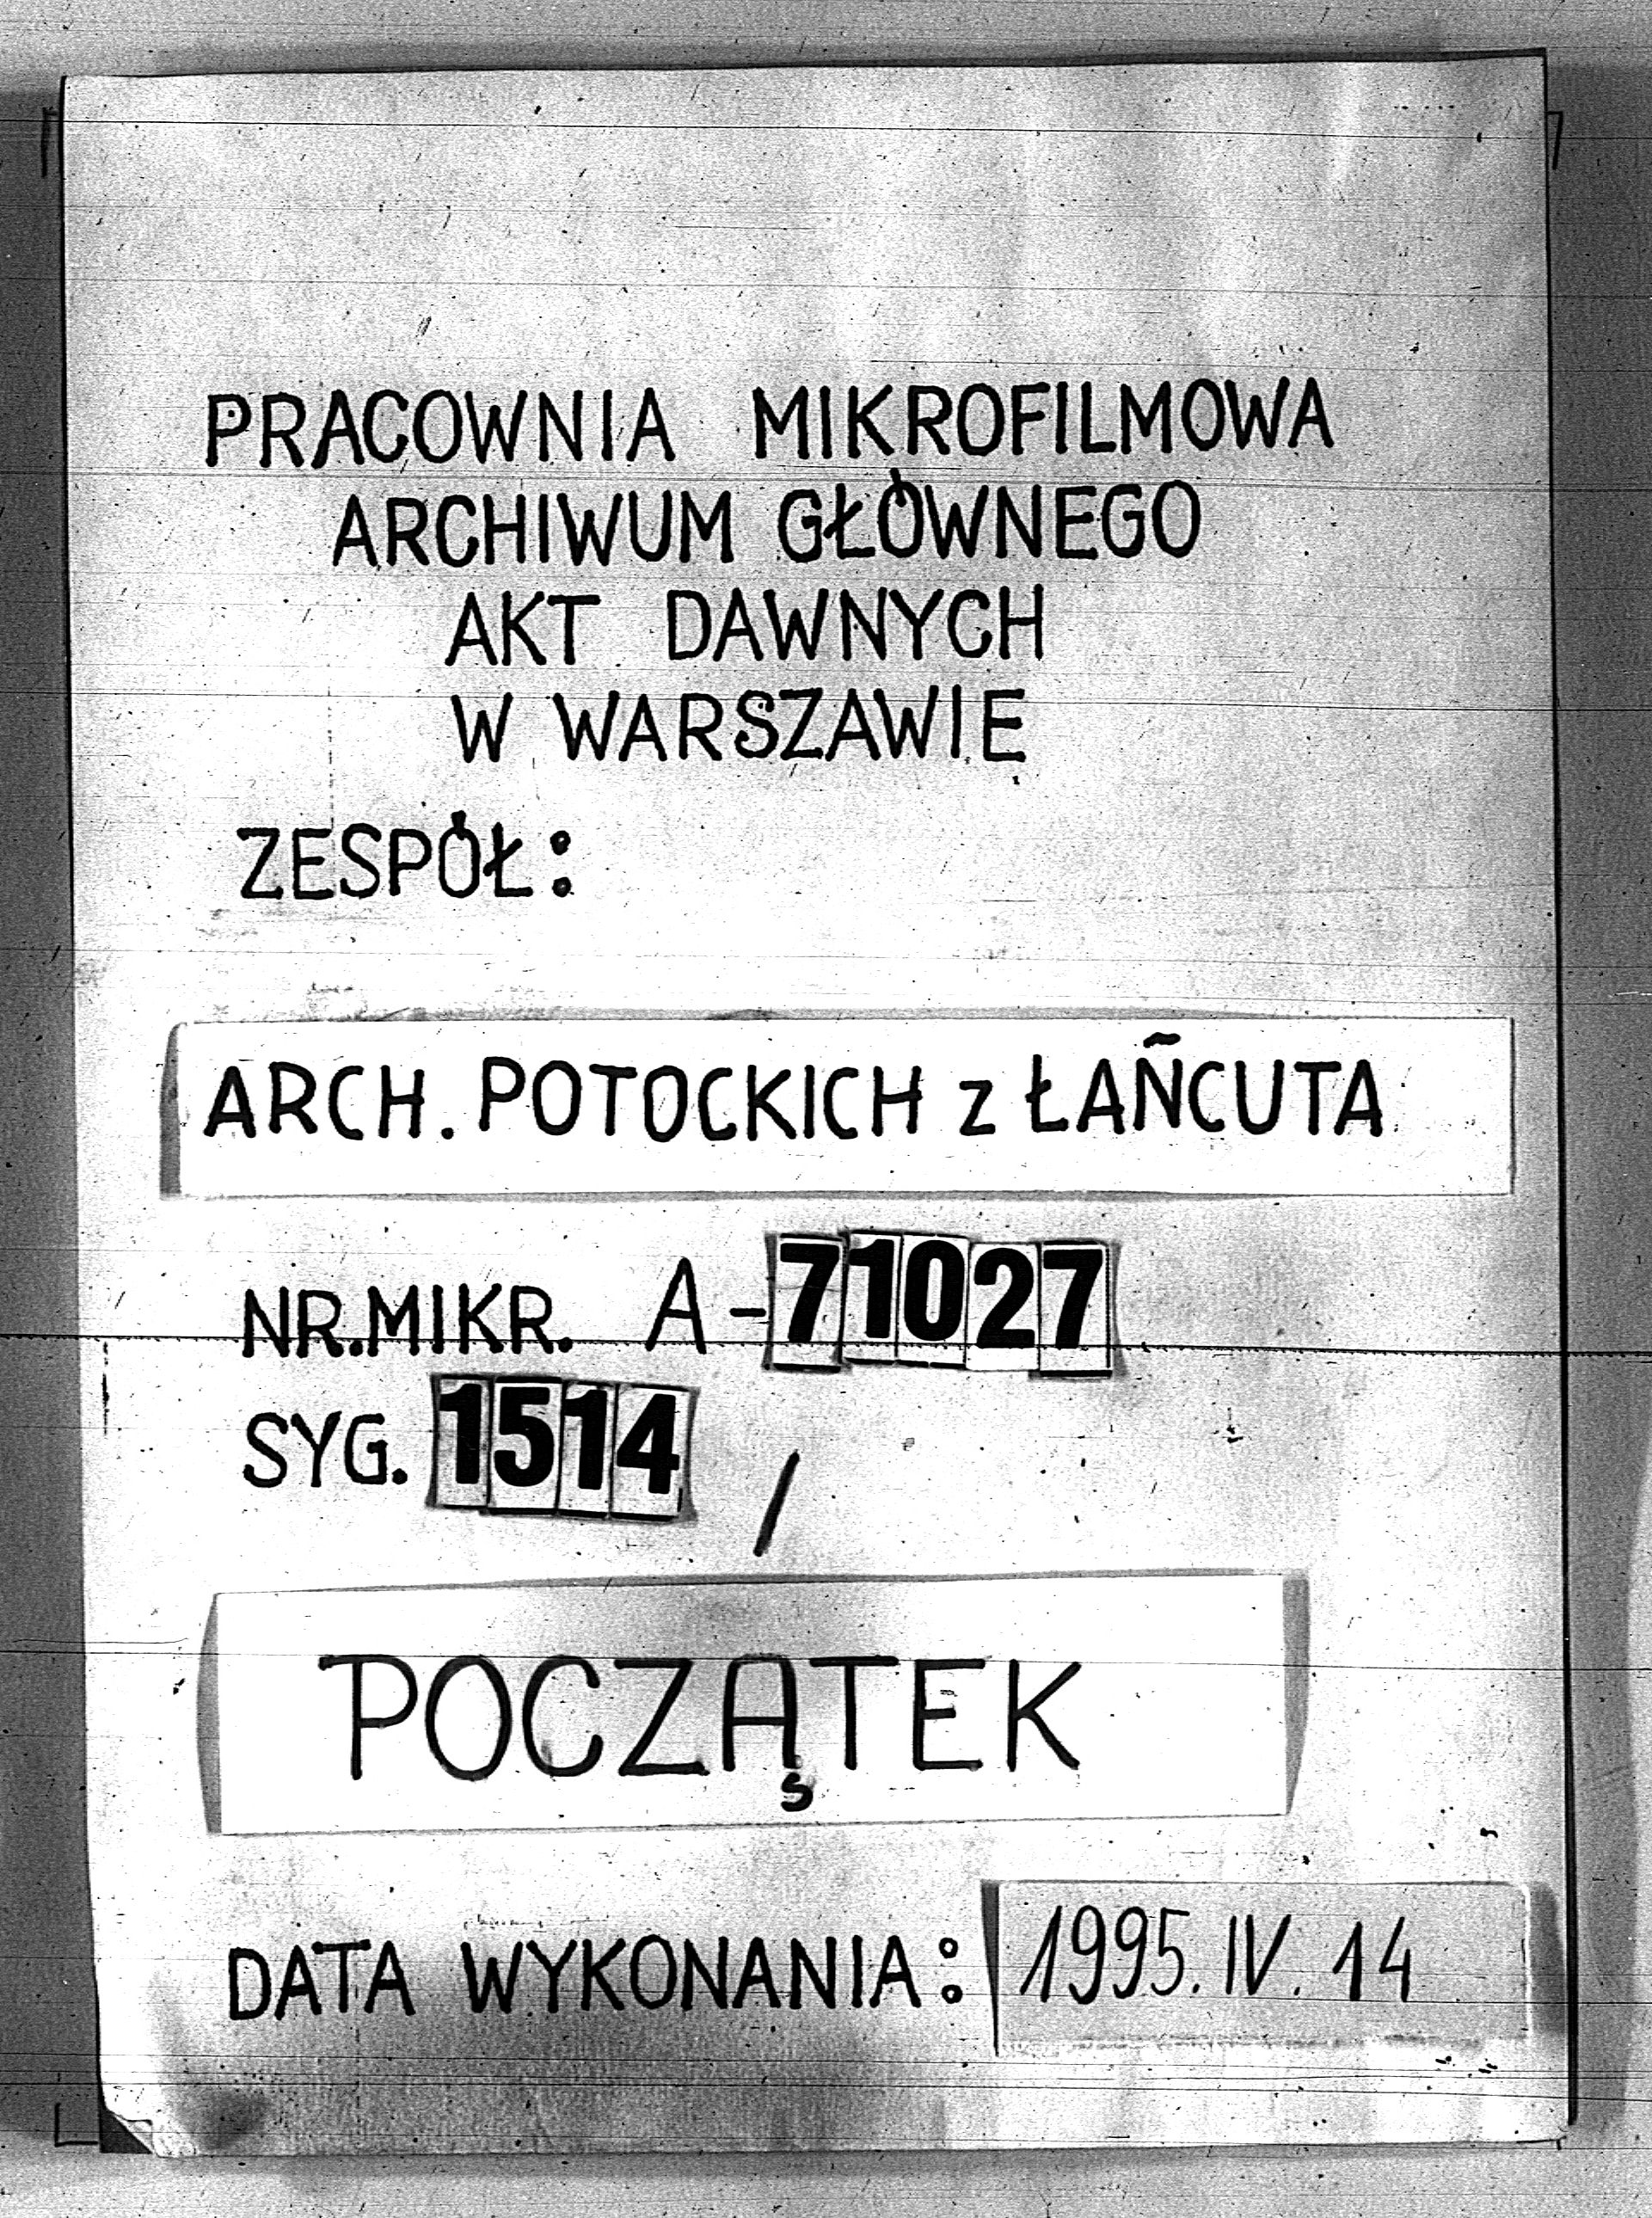 PRACOWNIA MIKROFILMOWA
ARCHIWUM GŁÓWNEGO
AKT DAWNYCH
W WARSZAWIE
ZESPÓŁ:
ARCH. POTOCKICH z ŁAŃCUTA
NR.MIKR. A-71027
SYG. 1514 /
POCZĄTEK
DATA WYKONANIA: 1995.IV.14